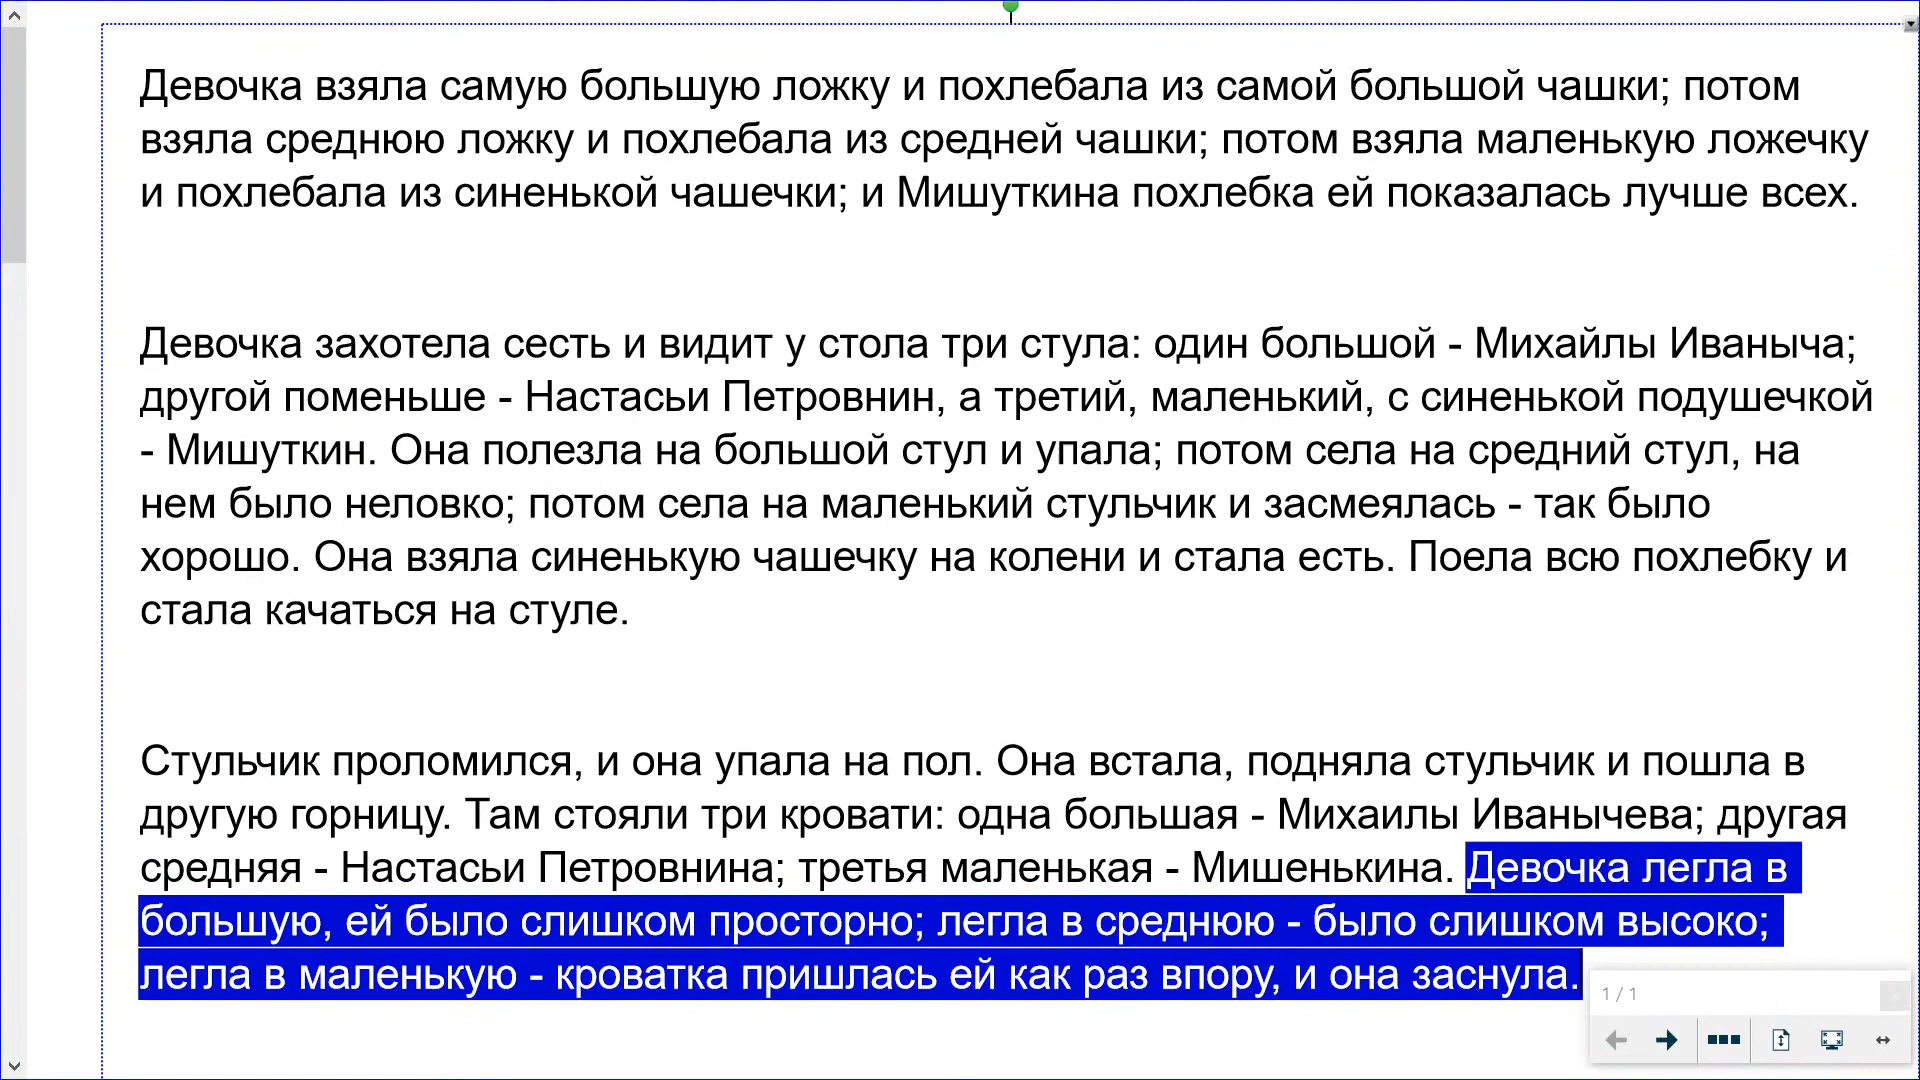 Девочка взяла самую большую ложку и похлебала из самой большой чашки; потом
взяла среднюю ложку и похлебала из средней чашки; потом взяла маленькую ложечку
и похлебала из синенькой чашечки; и Мишуткина похлебка ей показалась лучше всех.
Девочка захотела сесть и видит у стола три стула: один большой - Михайлы Иваныча;
другой поменьше - Настасьи Петровнин, а третий, маленький, с синенькой подушечкой
- Мишуткин. Она полезла на большой стул и упала; потом села на средний стул, на
нем было неловко; потом села на маленький стульчик и засмеялась - так было
хорошо. Она взяла синенькую чашечку на колени и стала есть. Поела всю похлебку и
стала качаться на стуле.
Стульчик проломился, и она упала на пол. Она встала, подняла стульчик и пошла в
другую горницу. Там стояли три кровати: одна большая - Михаилы Иванычева; другая
средняя - Настасьи Петровнина; третья маленькая - Мишенькина. Девочка легла в
большую, ей было слишком просторно; легла в среднюю - было слишком высоко;
легла в маленькую - кроватка пришлась ей как раз впору, и она заснула.
1 / 1